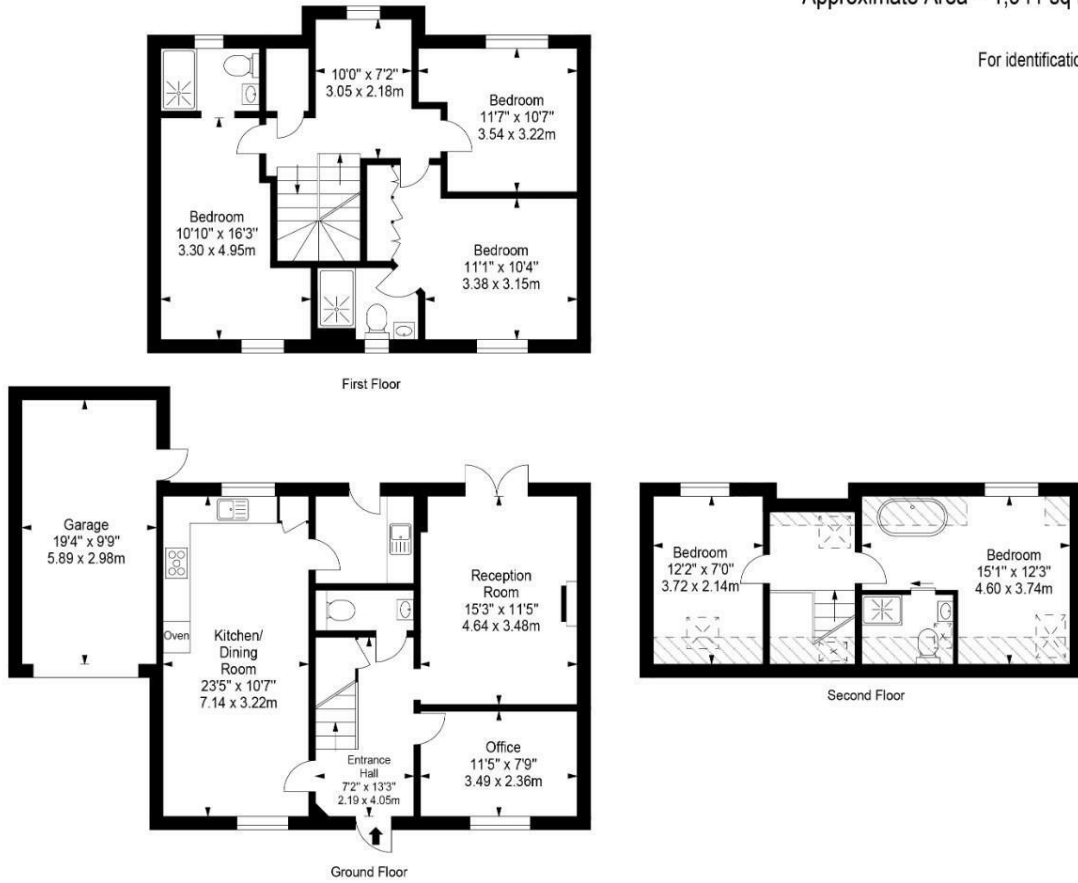 Approximate Area
For identificatio
10'0" x 7'2"
3.05 x 2.18m
Bedroom
11'7" x 10'7"
3.54 x 3.22m
Bedroom
10'10" x 16'3"
3.30 x 4.95m
Bedroom
11'1" x 10'4"
3.38 x 3.15m
First Floor
Garage
19'4" x 9'9"
5.89 x 2.98m
Oven
Kitchen/
Dining
Room
23'5" x 10'7"
7.14 x 3.22m
Reception
Room
15'3" x 11'5"
4.64 x 3.48m
Entrance
Hall
7'2" x 13'3"
2.19 x 4.05m
Office
11'5" x 7'9"
3.49 x 2.36m
Ground Floor
Bedroom
12'2" x 7'0"
3.72 x 2.14m
Bedroom
15'1" x 12'3"
4.60 x 3.74m
Second Floor